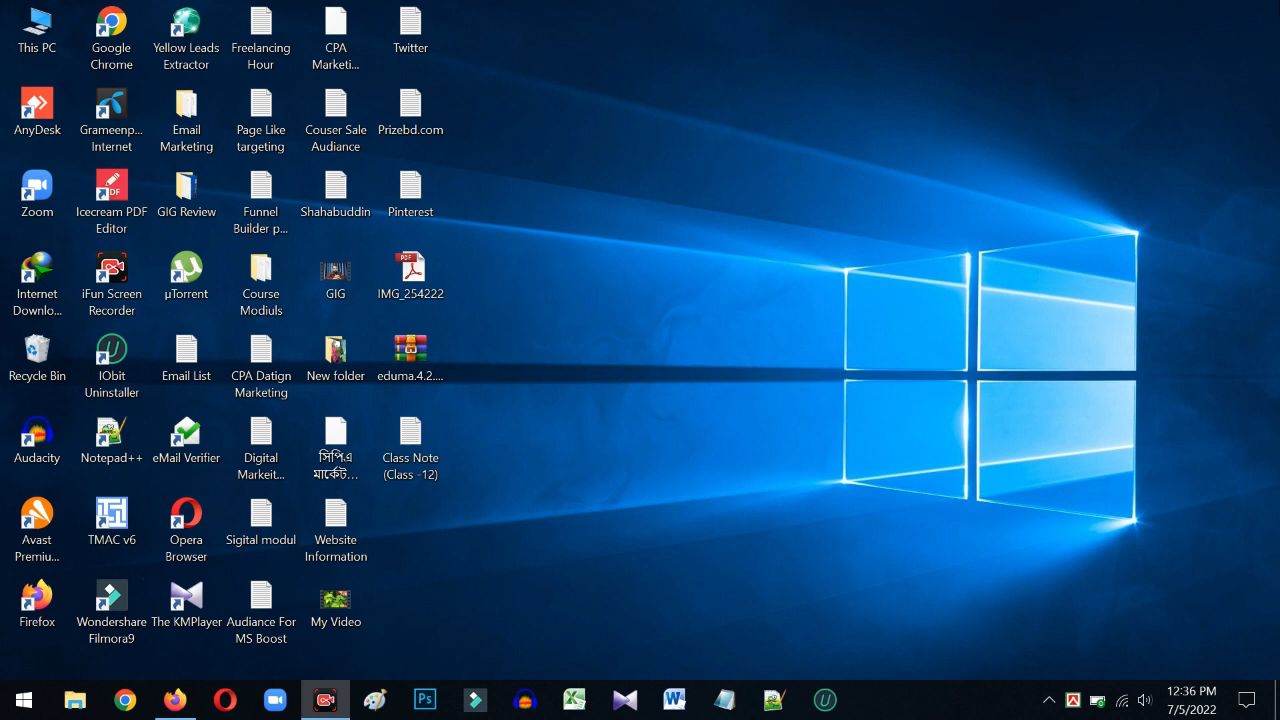 This PC
Google
Chrome
Yellow Leads
Extractor
Freelancing
Hour
CPA
Marketi...
Twitter
AnyDesk
Grameenp...
Internet
Email
Marketing
Page Like
targeting
Couser Sale
Audiance
Prizebd.com
Zoom
Icecream PDF
Editor
GIG Review
Funnel
Builder p...
Shahabuddin
Pinterest
Internet
Downlo...
iFun Screen
Recorder
µTorrent
Course
Modiuls
GIG
IMG_254222
Recycle Bin
IObit
Uninstaller
Email List
CPA Datign
Marketing
New folder
eduma.4.2....
Audacity
Notepad++
eMail Verifier
Digital
Markeit...
সিপিএ
মার্কেট...
Class Note
(Class -12)
Avast
Premiu...
TMAC v6
Opera
Browser
Sigital modul
Website
Information
Firefox
Wondershare
Filmora9
The KMPlayer
Audiance For
MS Boost
My Video
12:36 PM
7/5/2022